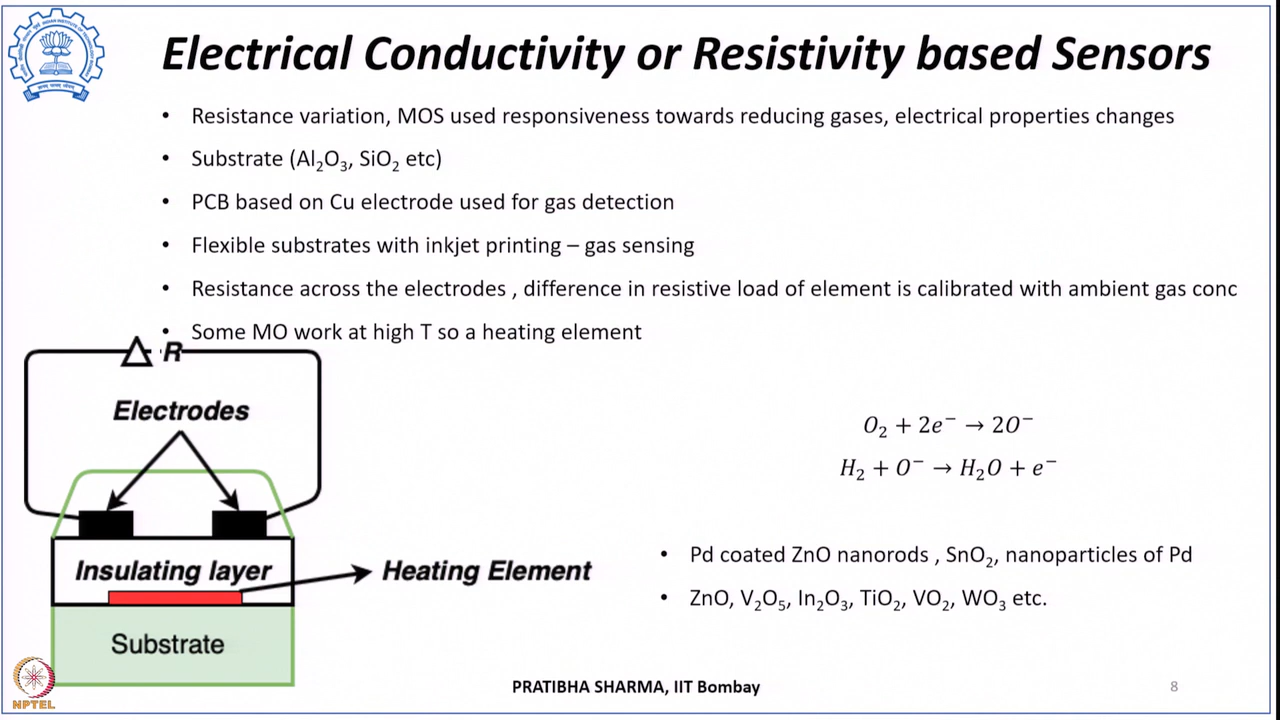 Electrical Conductivity or Resistivity based Sensors
• Resistance variation, MOS used responsiveness towards reducing gases, electrical properties changes
• Substrate (Al₂O₃, SiO₂ etc)
• PCB based on Cu electrode used for gas detection
• Flexible substrates with inkjet printing – gas sensing
• Resistance across the electrodes , difference in resistive load of element is calibrated with ambient gas conc
• Some MO work at high T so a heating element
Δ R
Electrodes
Insulating layer
Heating Element
Substrate
O₂ + 2e⁻ → 2O⁻
H₂ + O⁻ → H₂O + e⁻
• Pd coated ZnO nanorods , SnO₂, nanoparticles of Pd
• ZnO, V₂O₅, In₂O₃, TiO₂, VO₂, WO₃ etc.
NPTEL
PRATIBHA SHARMA, IIT Bombay
8